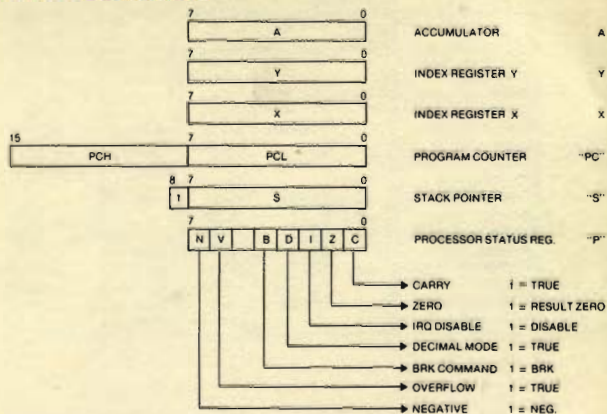 7 0
A ACCUMULATOR A
7 0
Y INDEX REGISTER Y Y
7 0
X INDEX REGISTER X X
15 7 0
PCH PCL PROGRAM COUNTER "PC"
8 7 0
1 S STACK POINTER "S"
7 0
N V B D I Z C PROCESSOR STATUS REG. "P"
CARRY 1 = TRUE
ZERO 1 = RESULT ZERO
IRQ DISABLE 1 = DISABLE
DECIMAL MODE 1 = TRUE
BRK COMMAND 1 = BRK
OVERFLOW 1 = TRUE
NEGATIVE 1 = NEG.